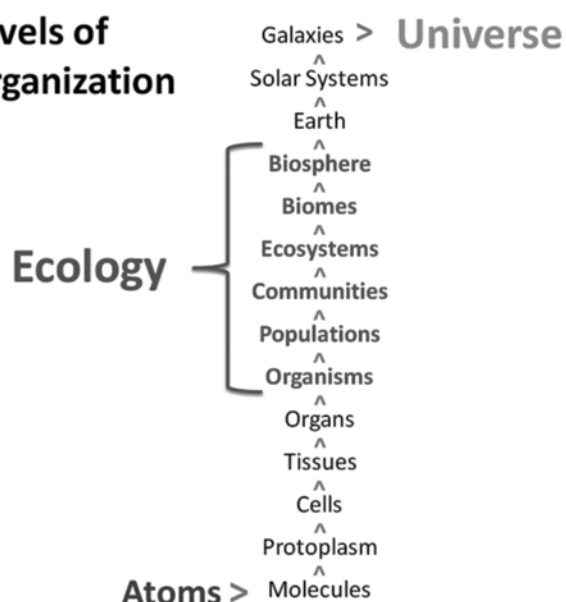 vels of
rganization
Galaxies > Universe
^
Solar Systems
^
Earth
^
Biosphere
^
Biomes
^
Ecosystems
^
Ecology
Communities
^
Populations
^
Organisms
^
Organs
^
Tissues
^
Cells
^
Protoplasm
^
Atoms > Molecules